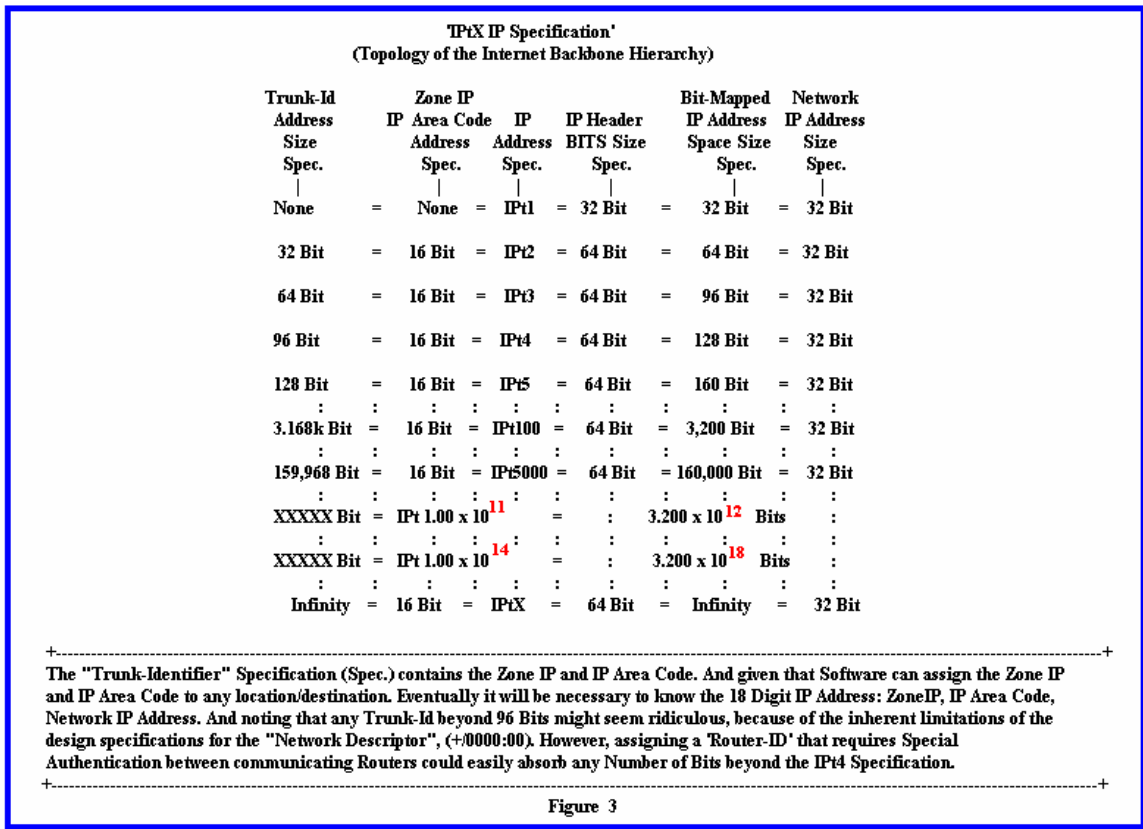 'IPtX IP Specification'
(Topology of the Internet Backbone Hierarchy)
Trunk-Id Zone IP Bit-Mapped Network
Address IP Area Code IP IP Header IP Address IP Address
Size Address Address BITS Size Space Size Size
Spec. Spec. Spec. Spec. Spec. Spec.
| | | | | |
None = None = IPt1 = 32 Bit = 32 Bit = 32 Bit
32 Bit = 16 Bit = IPt2 = 64 Bit = 64 Bit = 32 Bit
64 Bit = 16 Bit = IPt3 = 64 Bit = 96 Bit = 32 Bit
96 Bit = 16 Bit = IPt4 = 64 Bit = 128 Bit = 32 Bit
128 Bit = 16 Bit = IPt5 = 64 Bit = 160 Bit = 32 Bit
: : : : : : : : : :
3.168k Bit = 16 Bit = IPt100 = 64 Bit = 3,200 Bit = 32 Bit
: : : : : : : : : :
159,968 Bit = 16 Bit = IPt5000 = 64 Bit = 160,000 Bit = 32 Bit
: : : : : : : : : :
XXXXX Bit = IPt 1.00 x 10^11 = : 3.200 x 10^12 Bits :
: : : : : : : : : :
XXXXX Bit = IPt 1.00 x 10^14 = : 3.200 x 10^18 Bits :
: : : : : : : : : :
Infinity = 16 Bit = IPtX = 64 Bit = Infinity = 32 Bit
+-----------------------------------------------------------+
The "Trunk-Identifier" Specification (Spec.) contains the Zone IP and IP Area Code. And given that Software can assign the Zone IP
and IP Area Code to any location/destination. Eventually it will be necessary to know the 18 Digit IP Address: ZoneIP, IP Area Code,
Network IP Address. And noting that any Trunk-Id beyond 96 Bits might seem ridiculous, because of the inherent limitations of the
design specifications for the "Network Descriptor", (+/0000:00). However, assigning a 'Router-ID' that requires Special
Authentication between communicating Routers could easily absorb any Number of Bits beyond the IPt4 Specification.
+-----------------------------------------------------------+
Figure 3